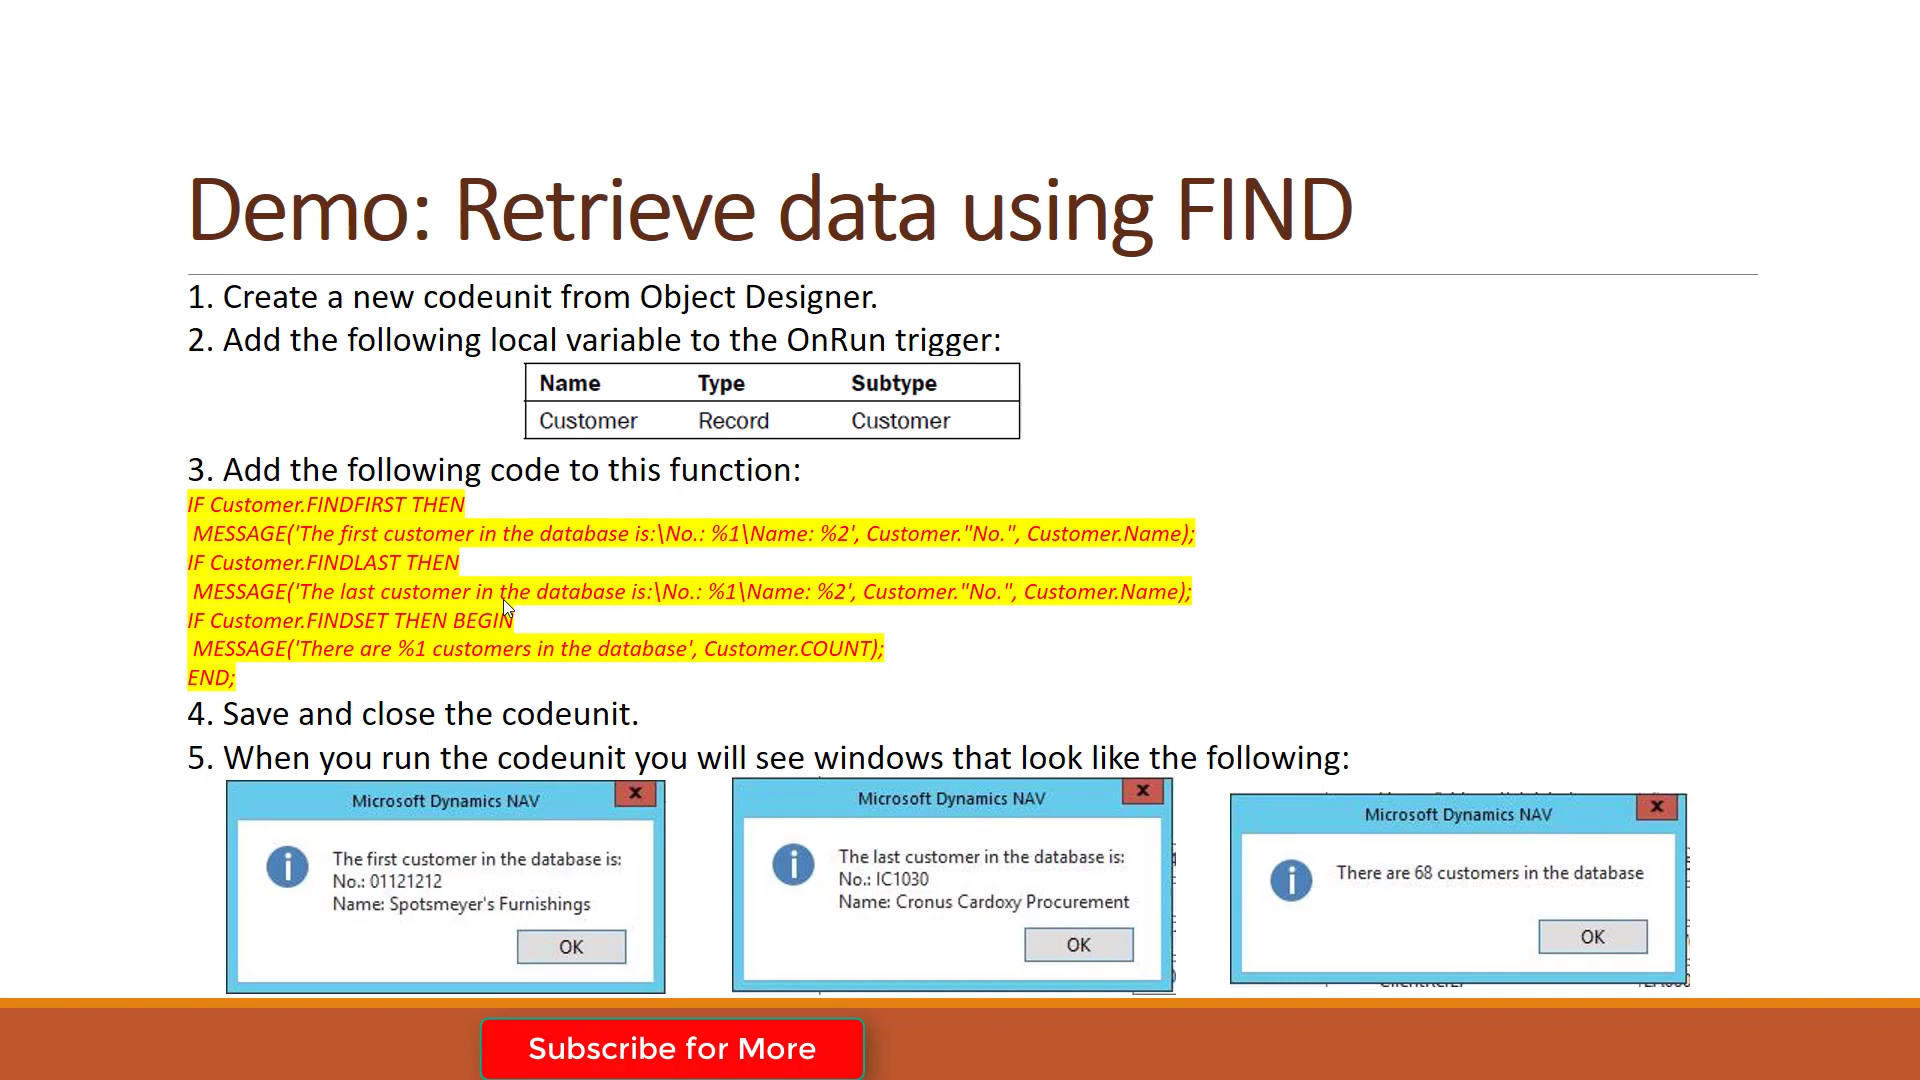 Demo: Retrieve data using FIND
1. Create a new codeunit from Object Designer.
2. Add the following local variable to the OnRun trigger:
Name Type Subtype
Customer Record Customer
3. Add the following code to this function:
IF Customer.FINDFIRST THEN
MESSAGE('The first customer in the database is:\No.: %1\Name: %2', Customer."No.", Customer.Name);
IF Customer.FINDLAST THEN
MESSAGE('The last customer in the database is:\No.: %1\Name: %2', Customer."No.", Customer.Name);
IF Customer.FINDSET THEN BEGIN
MESSAGE('There are %1 customers in the database', Customer.COUNT);
END;
4. Save and close the codeunit.
5. When you run the codeunit you will see windows that look like the following:
Microsoft Dynamics NAV
The first customer in the database is:
No.: 01121212
Name: Spotsmeyer's Furnishings
OK
Microsoft Dynamics NAV
The last customer in the database is:
No.: IC1030
Name: Cronus Cardoxy Procurement
OK
Microsoft Dynamics NAV
There are 68 customers in the database
OK
Subscribe for More